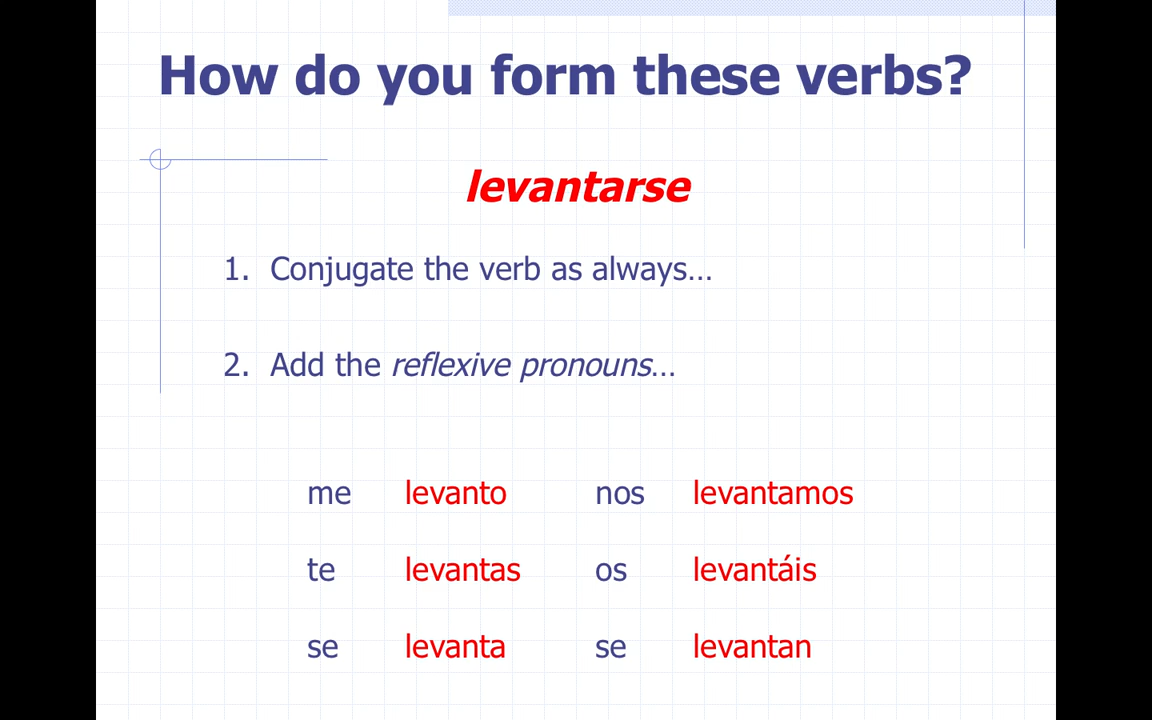 How do you form these verbs?
levantarse
1. Conjugate the verb as always…
2. Add the reflexive pronouns…
me levanto nos levantamos
te levantas os levantáis
se levanta se levantan